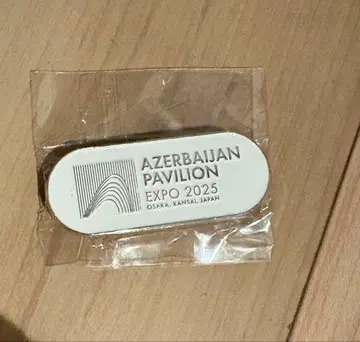 AZERBAIJAN
PAVILION
EXPO 2025
OSAKA, KANSAI, JAPAN